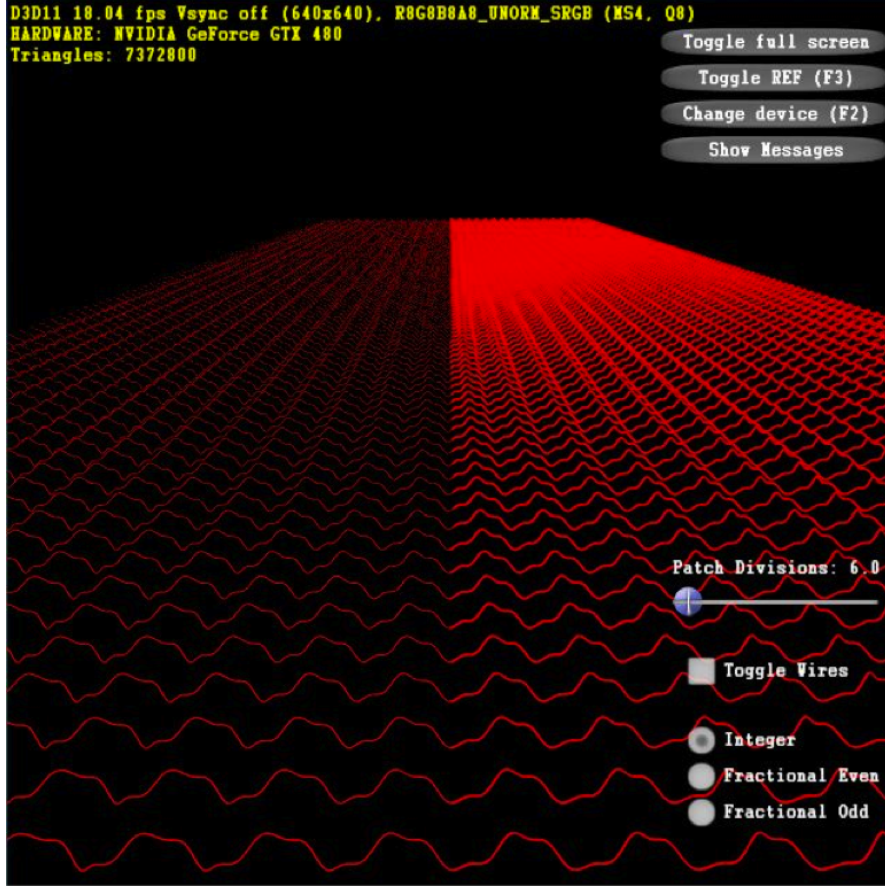 D3D11 18.04 fps Vsync off (640x640), R8G8B8A8_UNORM_SRGB (MS4, Q8)
HARDWARE: NVIDIA GeForce GTX 480
Triangles: 7372800
Toggle full screen
Toggle REF (F3)
Change device (F2)
Show Messages
Patch Divisions: 6.0
Toggle Wires
Integer
Fractional Even
Fractional Odd